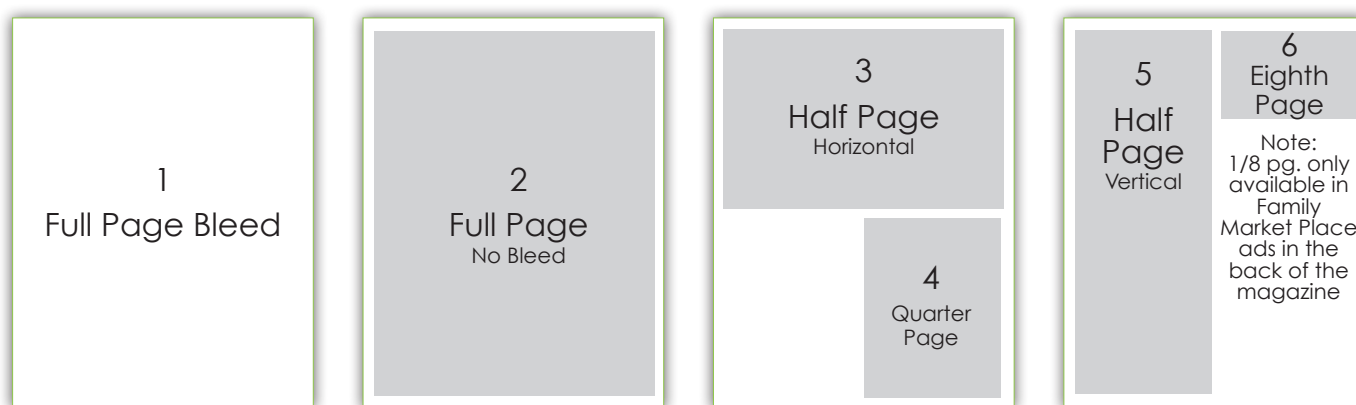 1
Full Page Bleed
2
Full Page
No Bleed
3
Half Page
Horizontal
4
Quarter
Page
5
Half
Page
Vertical
6
Eighth
Page
Note:
1/8 pg. only
available in
Family
Market Place
ads in the
back of the
magazine